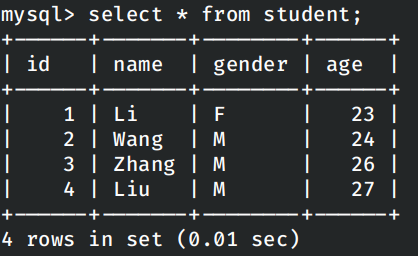 mysql> select * from student;
+------+-------+--------+------+
| id   | name  | gender | age  |
+------+-------+--------+------+
|    1 | Li    | F      |   23 |
|    2 | Wang  | M      |   24 |
|    3 | Zhang | M      |   26 |
|    4 | Liu   | M      |   27 |
+------+-------+--------+------+
4 rows in set (0.01 sec)